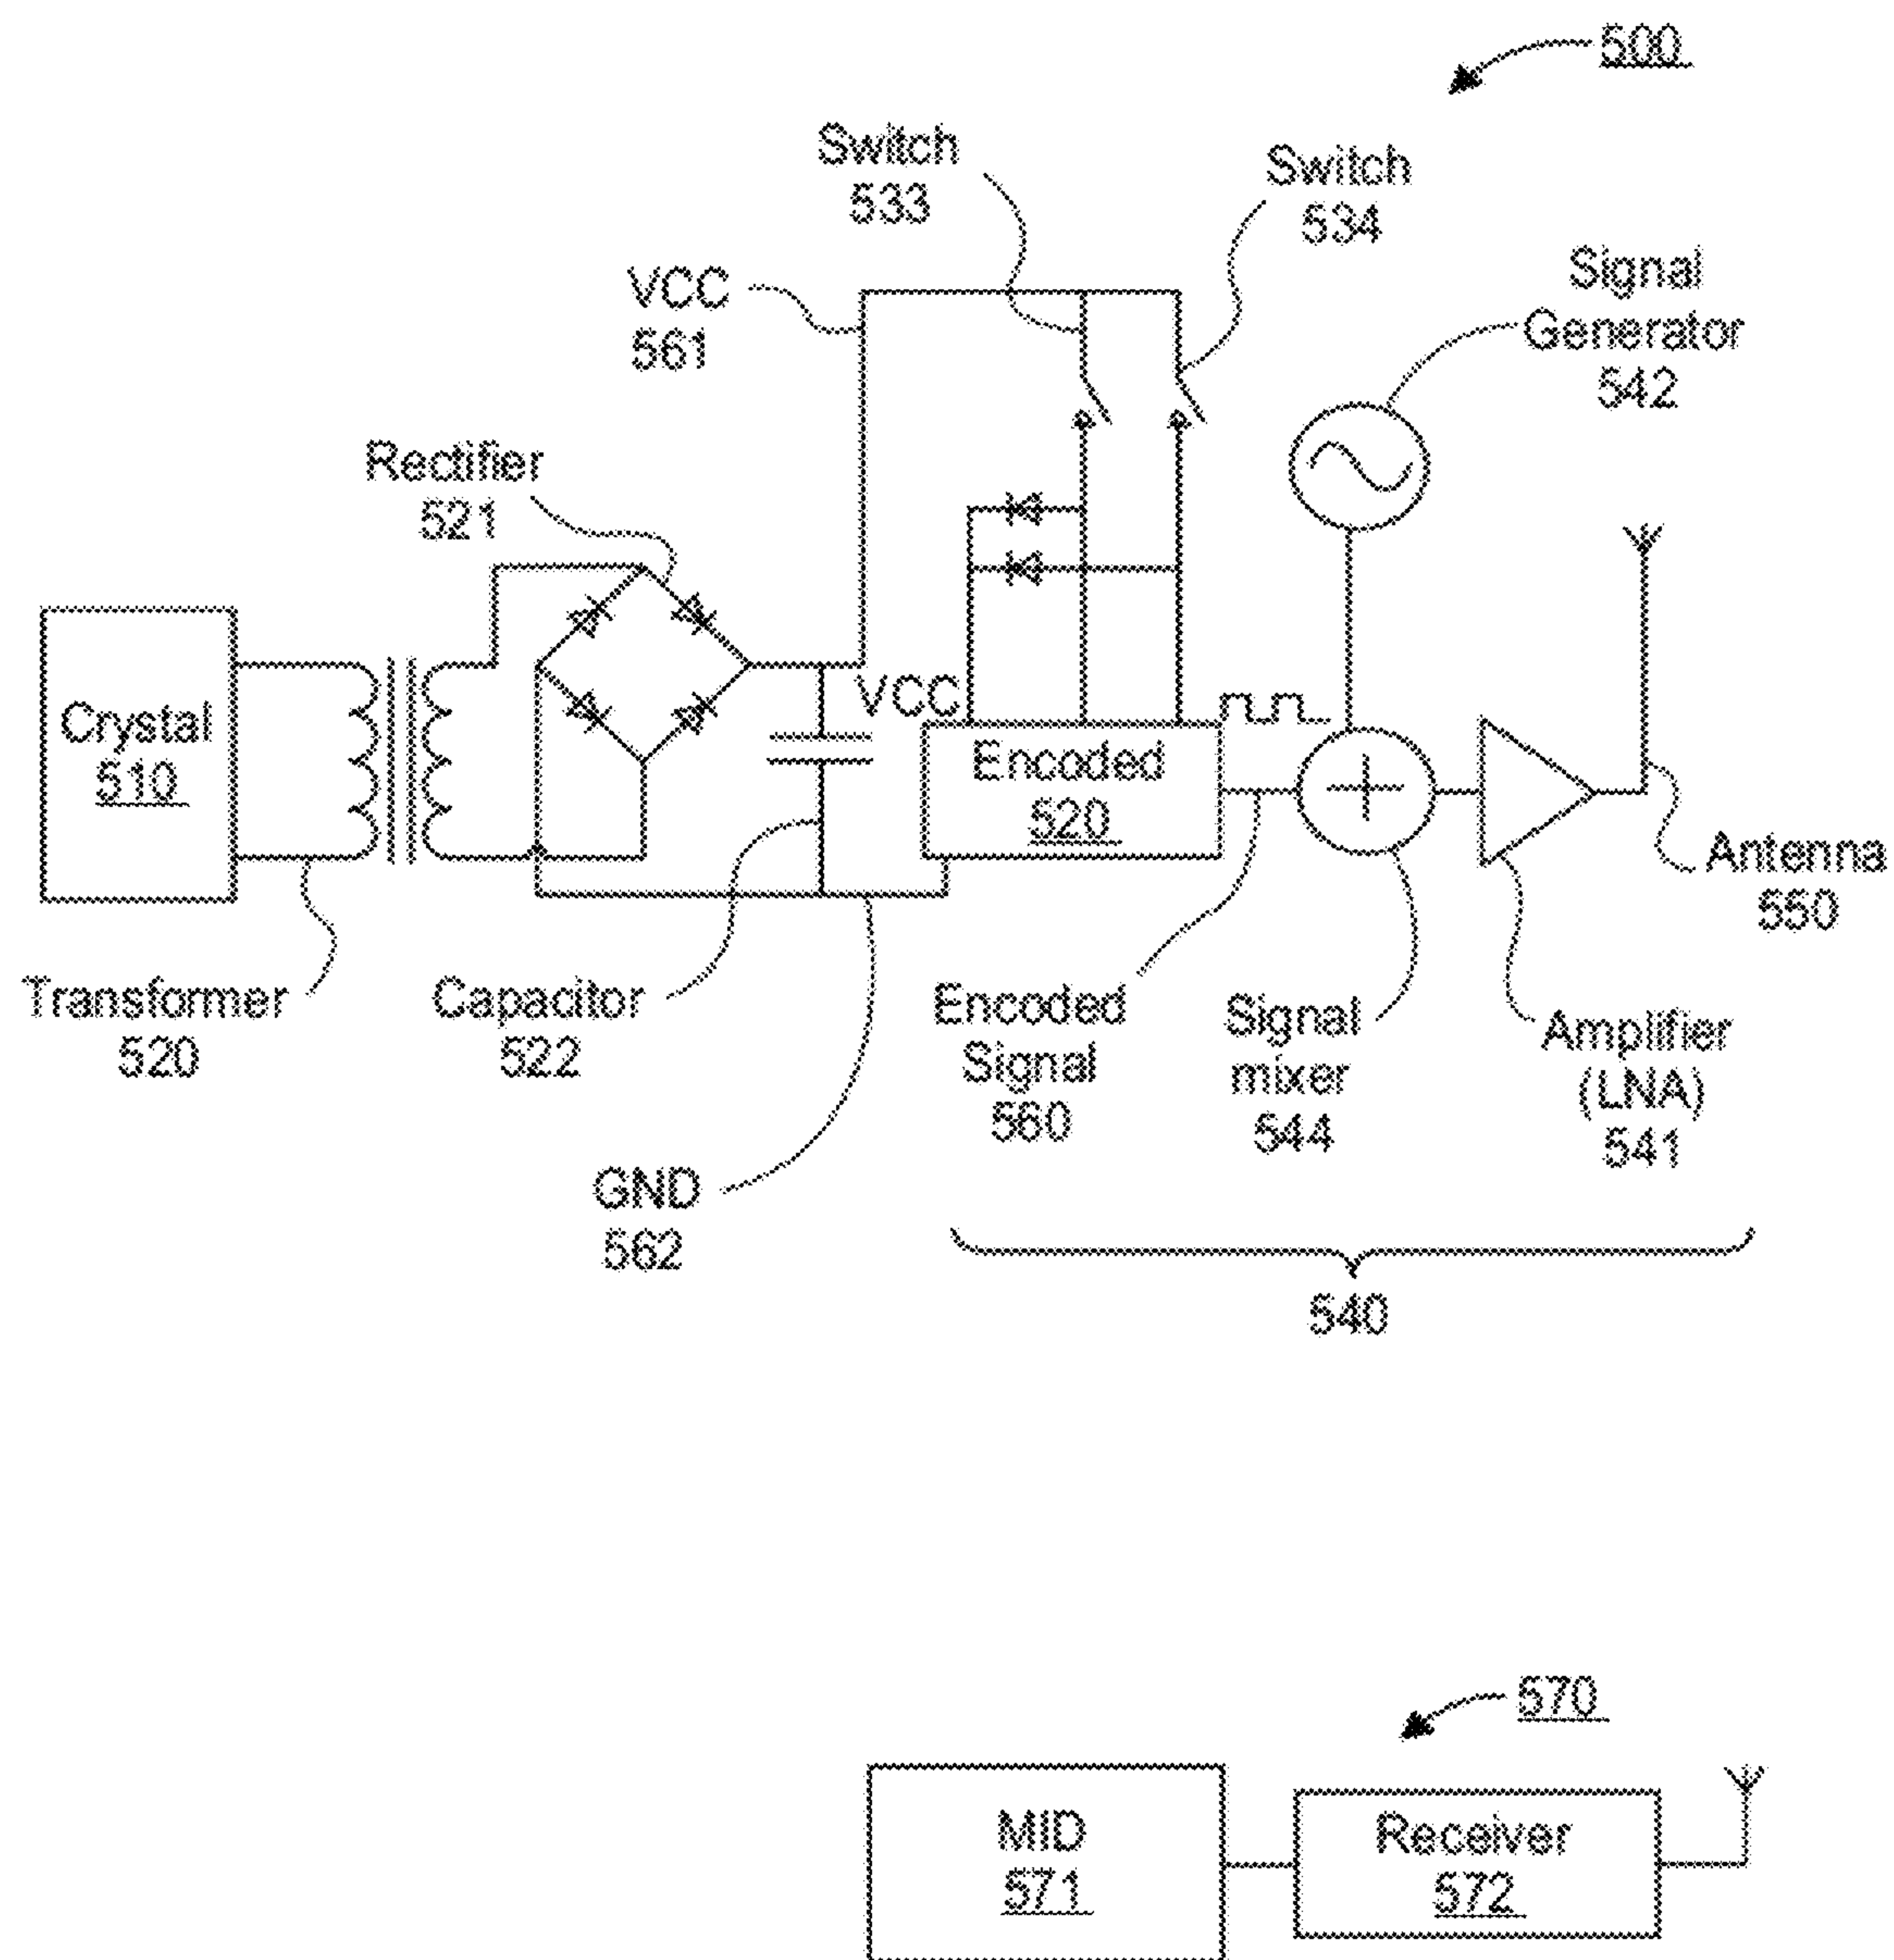 500
Switch
533
Switch
534
VCC
561
Signal
Generator
542
Rectifier
521
Crystal
510
VCC
Encoded
520
Antenna
550
Transformer
520
Capacitor
522
Encoded
Signal
560
Signal
mixer
544
Amplifier
(LNA)
541
GND
562
540
570
MID
571
Receiver
572